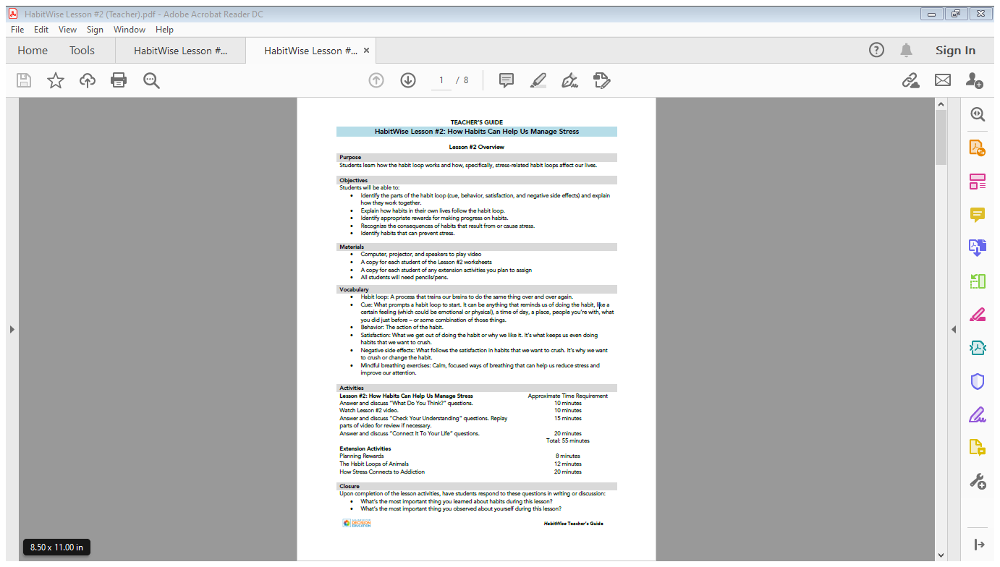 HabitWise Lesson #2 (Teacher).pdf - Adobe Acrobat Reader DC
File Edit View Sign Window Help
Home Tools HabitWise Lesson #... HabitWise Lesson #... × Sign In
1 / 8
TEACHER'S GUIDE
HabitWise Lesson #2: How Habits Can Help Us Manage Stress
Lesson #2 Overview
Purpose
Students learn how the habit loop works and how, specifically, stress-related habit loops affect our lives.
Objectives
Students will be able to:
• Identify the parts of the habit loop (cue, behavior, satisfaction, and negative side effects) and explain
how they work together.
• Explain how habits in their own lives follow the habit loop.
• Identify appropriate rewards for making progress on habits.
• Recognize the consequences of habits that result from or cause stress.
• Identify habits that can prevent stress.
Materials
• Computer, projector, and speakers to play video
• A copy for each student of the Lesson #2 worksheets
• A copy for each student of any extension activities you plan to assign
• All students will need pencils/pens.
Vocabulary
• Habit loop: A process that trains our brains to do the same thing over and over again.
• Cue: What prompts a habit loop to start. It can be anything that reminds us of doing the habit, like a
certain feeling (which could be emotional or physical), a time of day, a place, people you're with, what
you did just before – or some combination of those things.
• Behavior: The action of the habit.
• Satisfaction: What we get out of doing the habit or why we like it. It's what keeps us even doing
habits that we want to crush.
• Negative side effects: What follows the satisfaction in habits that we want to crush. It's why we want
to crush or change the habit.
• Mindful breathing exercises: Calm, focused ways of breathing that can help us reduce stress and
improve our attention.
Activities
Lesson #2: How Habits Can Help Us Manage Stress Approximate Time Requirement
Answer and discuss "What Do You Think?" questions. 10 minutes
Watch Lesson #2 video. 10 minutes
Answer and discuss "Check Your Understanding" questions. Replay 15 minutes
parts of video for review if necessary.
Answer and discuss "Connect It To Your Life" questions. 20 minutes
Total: 55 minutes
Extension Activities
Planning Rewards 8 minutes
The Habit Loops of Animals 12 minutes
How Stress Connects to Addiction 20 minutes
Closure
Upon completion of the lesson activities, have students respond to these questions in writing or discussion:
• What's the most important thing you learned about habits during this lesson?
• What's the most important thing you observed about yourself during this lesson?
DECISION
EDUCATION
HabitWise Teacher's Guide
8.50 x 11.00 in